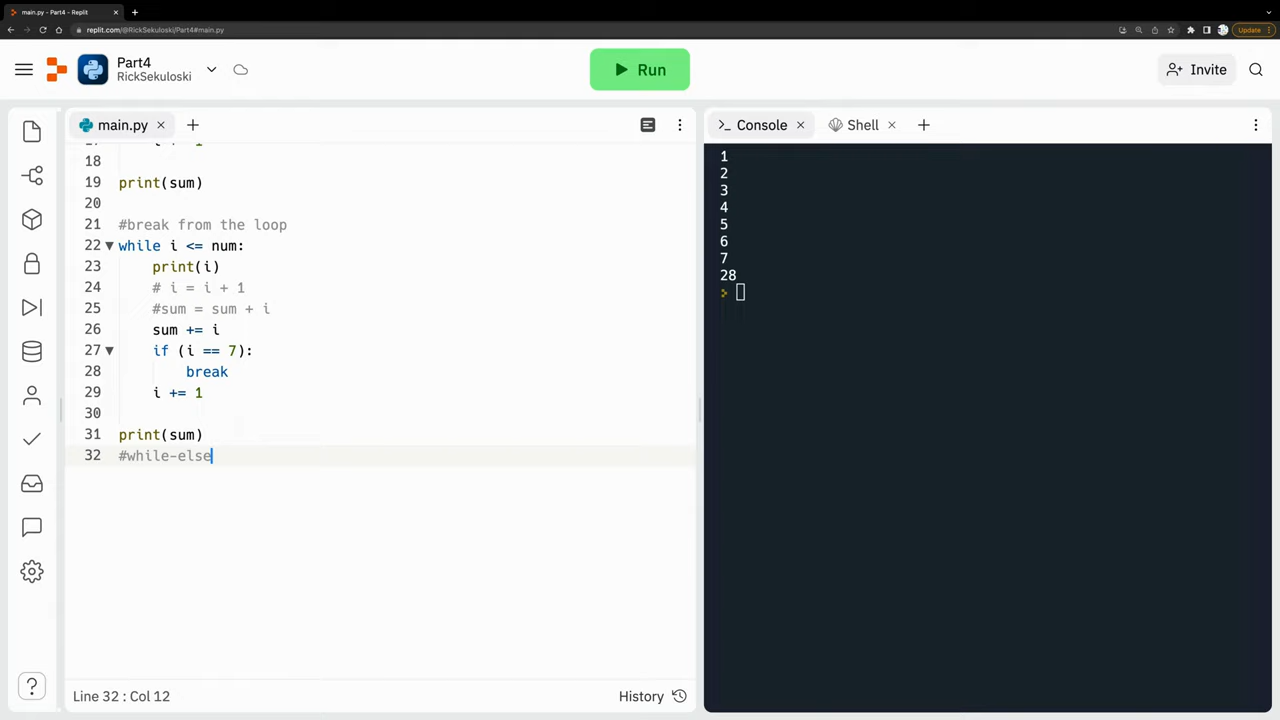 main.py - Part4 - Replit
replit.com/@RickSekuloski/Part4#main.py
Update
Part4
RickSekuloski
Run
Invite
main.py
Console
Shell
18
19 print(sum)
20
21 #break from the loop
22 while i <= num:
23 print(i)
24 # i = i + 1
25 #sum = sum + i
26 sum += i
27 if (i == 7):
28 break
29 i += 1
30
31 print(sum)
32 #while-else
1
2
3
4
5
6
7
28
Line 32 : Col 12
History